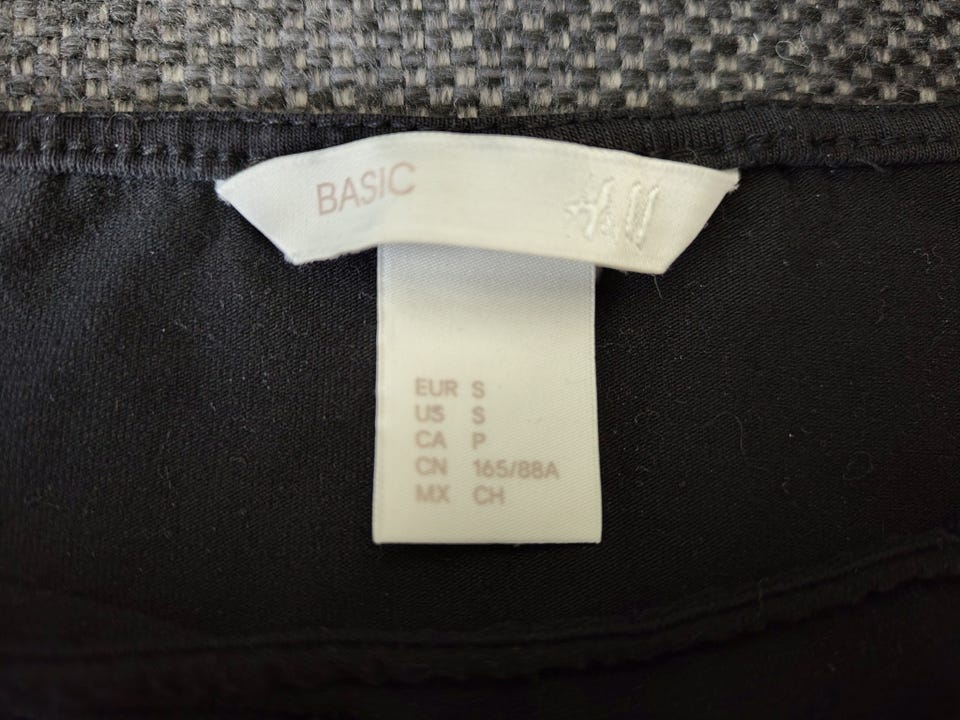 BASIC
H&M
EUR S
US S
CA P
CN 165/88A
MX CH